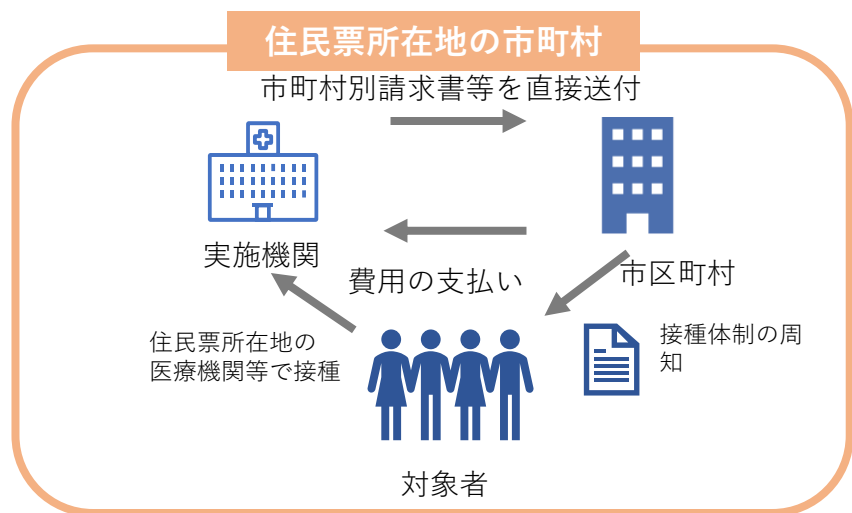 住民票所在地の市町村
市町村別請求書等を直接送付
実施機関
市区町村
費用の支払い
住民票所在地の
医療機関等で接種
接種体制の周
知
対象者